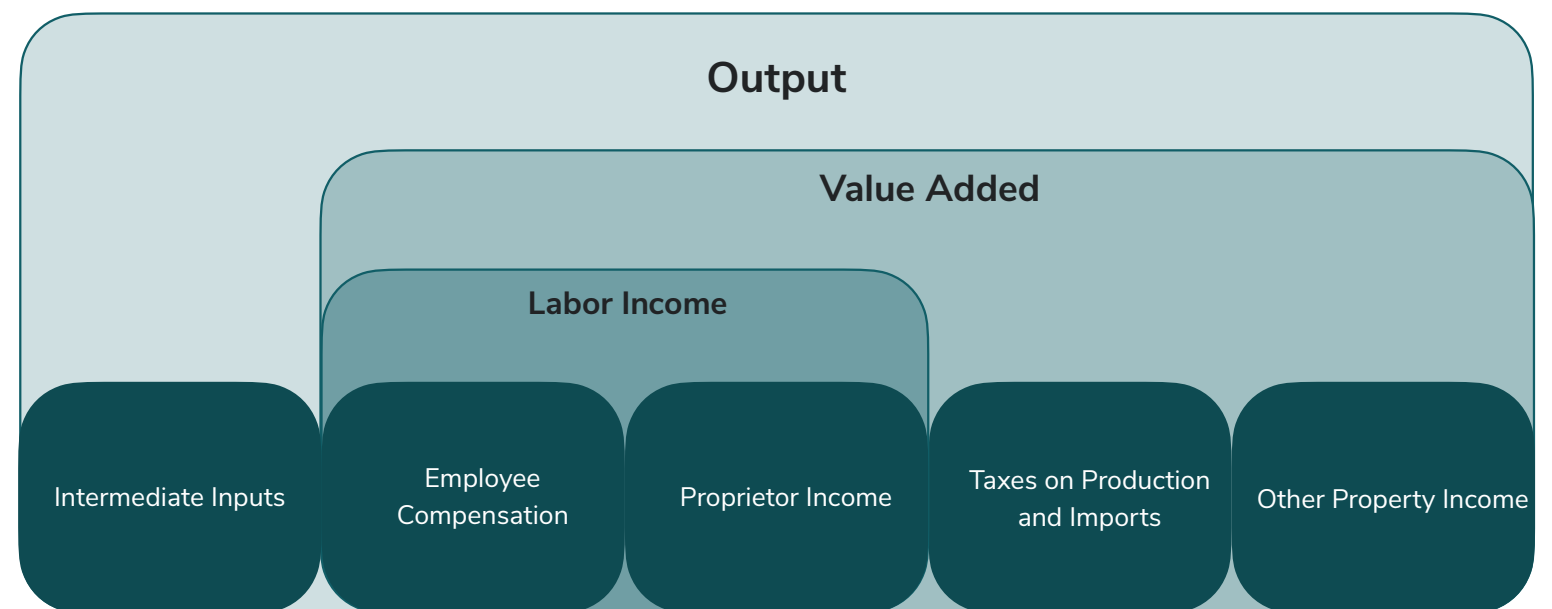 Output
Value Added
Labor Income
Intermediate Inputs
Employee
Compensation
Proprietor Income
Taxes on Production
and Imports
Other Property Income